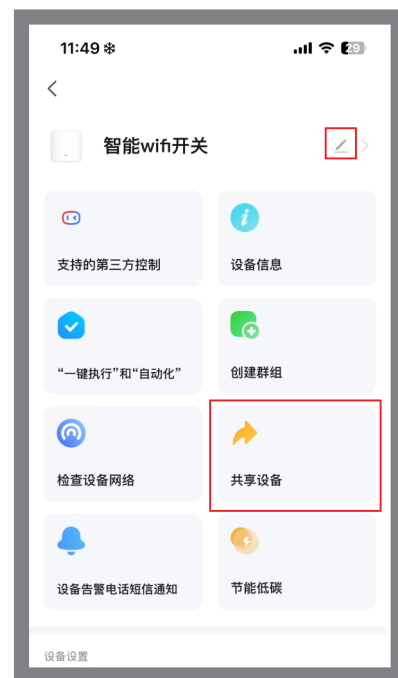 11:49
29
智能wifi开关
支持的第三方控制
设备信息
“一键执行”和“自动化”
创建群组
检查设备网络
共享设备
设备告警电话短信通知
节能低碳
设备设置